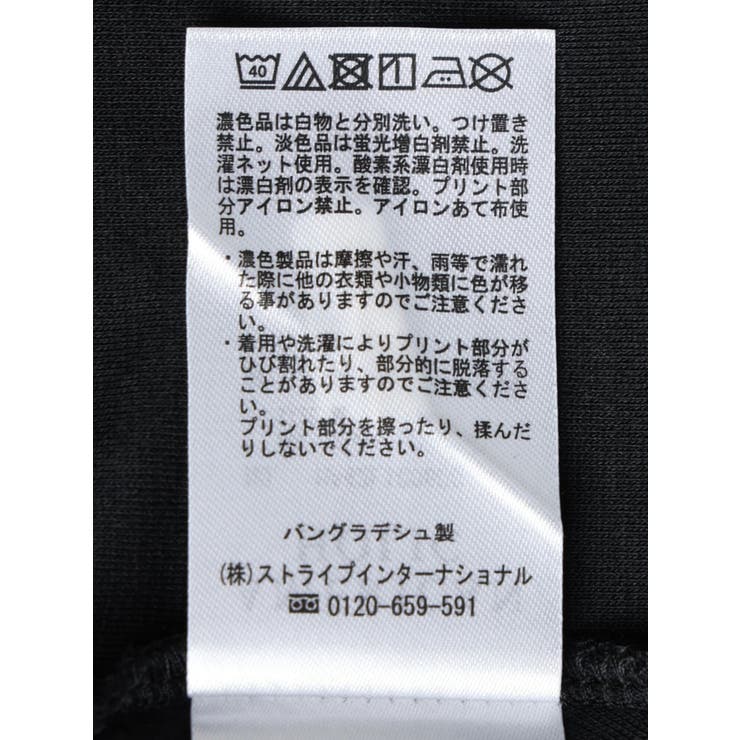 40
濃色品は白物と分別洗い。つけ置き
禁止。淡色品は蛍光増白剤禁止。洗
濯ネット使用。酸素系漂白剤使用時
は漂白剤の表示を確認。プリント部
分アイロン禁止。アイロンあて布使
用。
・濃色製品は摩擦や汗、雨等で濡れ
た際に他の衣類や小物類に色が移
る事がありますのでご注意くださ
い。
・着用や洗濯によりプリント部分が
ひび割れたり、部分的に脱落する
ことがありますのでご注意くださ
い。
プリント部分を擦ったり、揉んだ
りしないでください。
バングラデシュ製
(株)ストライプインターナショナル
0120-659-591